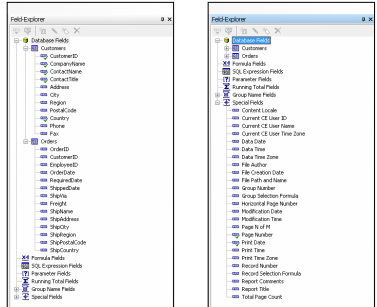 Feld-Explorer
Database Fields
Customers
CustomerID
CompanyName
ContactName
ContactTitle
Address
City
Region
PostalCode
Country
Phone
Fax
Orders
OrderID
CustomerID
EmployeeID
OrderDate
RequiredDate
ShippedDate
ShipVia
Freight
ShipName
ShipAddress
ShipCity
ShipRegion
ShipPostalCode
ShipCountry
Formula Fields
SQL Expression Fields
Parameter Fields
Running Total Fields
Group Name Fields
Special Fields
Feld-Explorer
Database Fields
Customers
Orders
Formula Fields
SQL Expression Fields
Parameter Fields
Running Total Fields
Group Name Fields
Special Fields
Content Locale
Current CE User ID
Current CE User Name
Current CE User Time Zone
Data Date
Data Time
Data Time Zone
File Author
File Creation Date
File Path and Name
Group Number
Group Selection Formula
Horizontal Page Number
Modification Date
Modification Time
Page N of M
Page Number
Print Date
Print Time
Print Time Zone
Record Number
Record Selection Formula
Report Comments
Report Title
Total Page Count